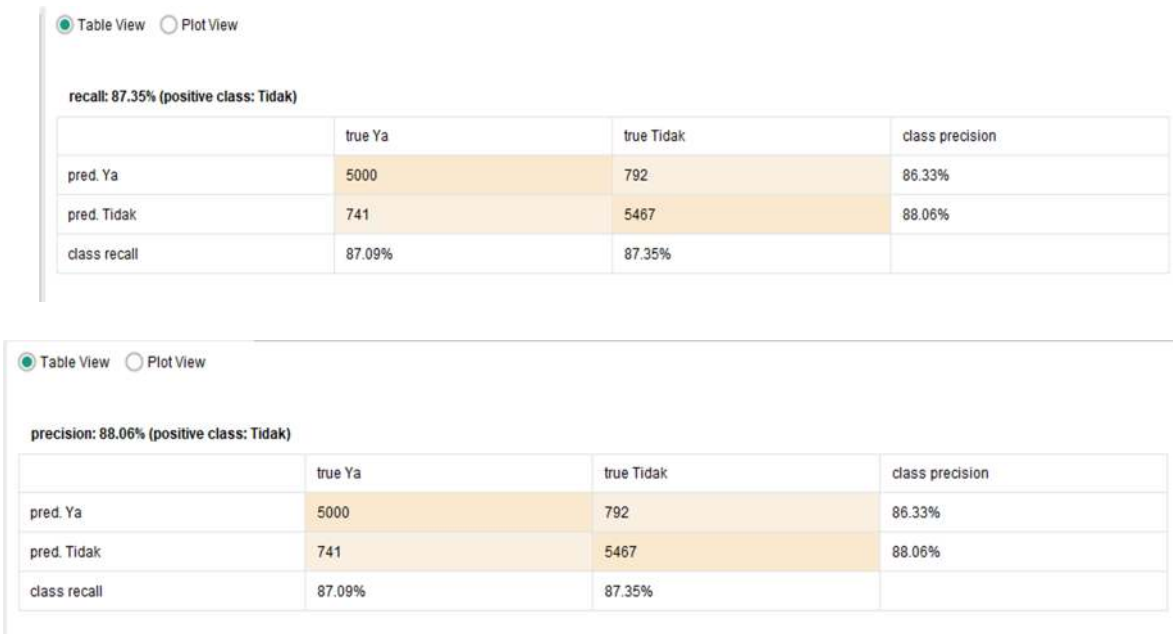 Table View Plot View
recall: 87.35% (positive class: Tidak)
true Ya true Tidak class precision
pred. Ya 5000 792 86.33%
pred. Tidak 741 5467 88.06%
class recall 87.09% 87.35%
Table View Plot View
precision: 88.06% (positive class: Tidak)
true Ya true Tidak class precision
pred. Ya 5000 792 86.33%
pred. Tidak 741 5467 88.06%
class recall 87.09% 87.35%